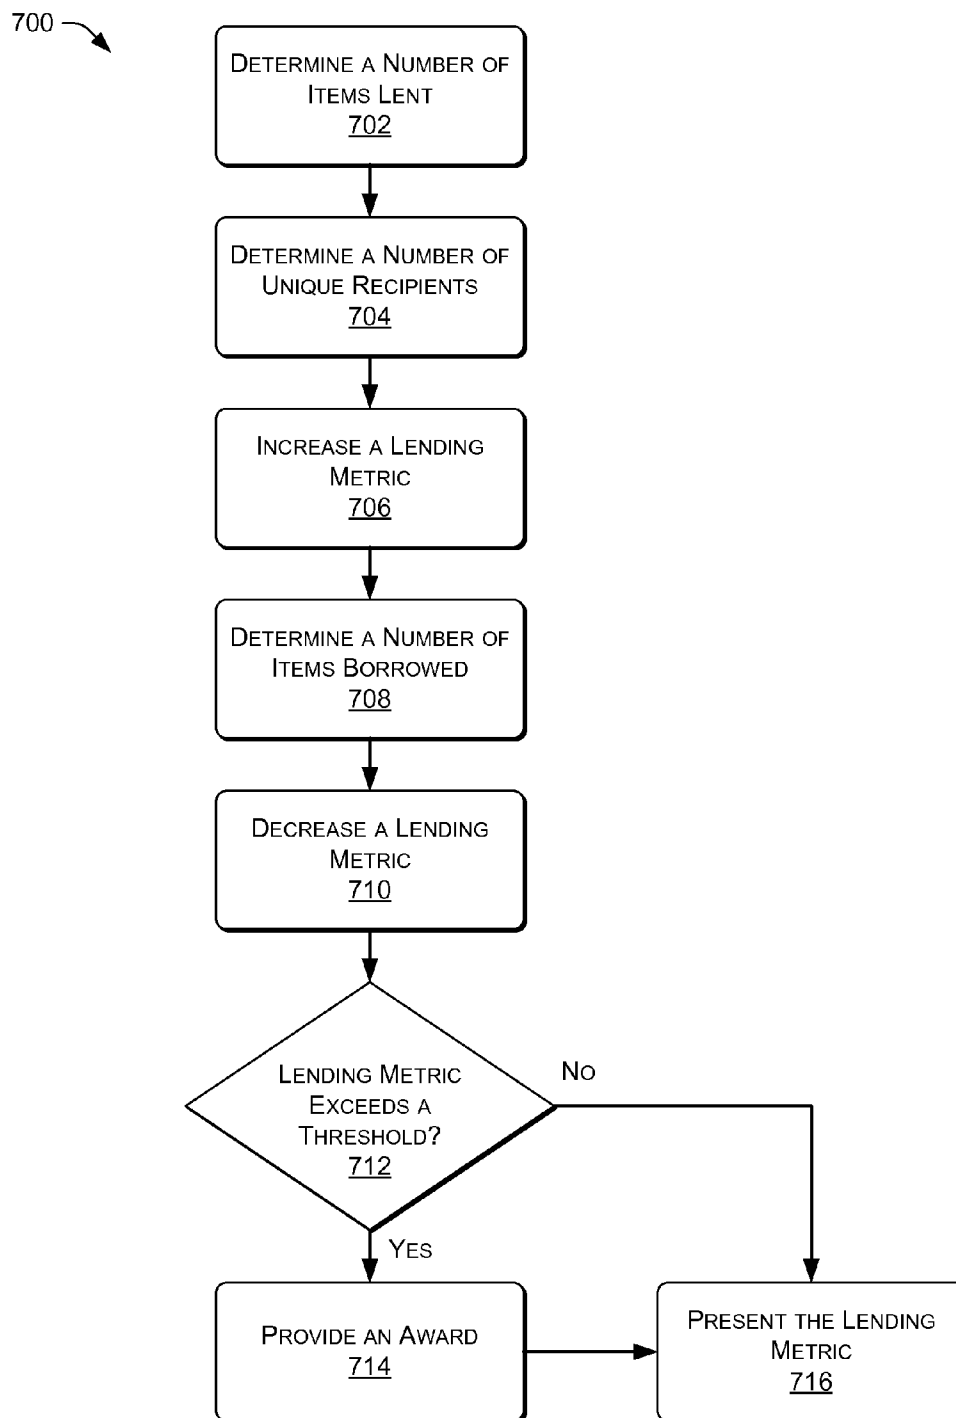 700
DETERMINE A NUMBER OF
ITEMS LENT
702
DETERMINE A NUMBER OF
UNIQUE RECIPIENTS
704
INCREASE A LENDING
METRIC
706
DETERMINE A NUMBER OF
ITEMS BORROWED
708
DECREASE A LENDING
METRIC
710
LENDING METRIC
EXCEEDS A
THRESHOLD?
712
NO
YES
PROVIDE AN AWARD
714
PRESENT THE LENDING
METRIC
716